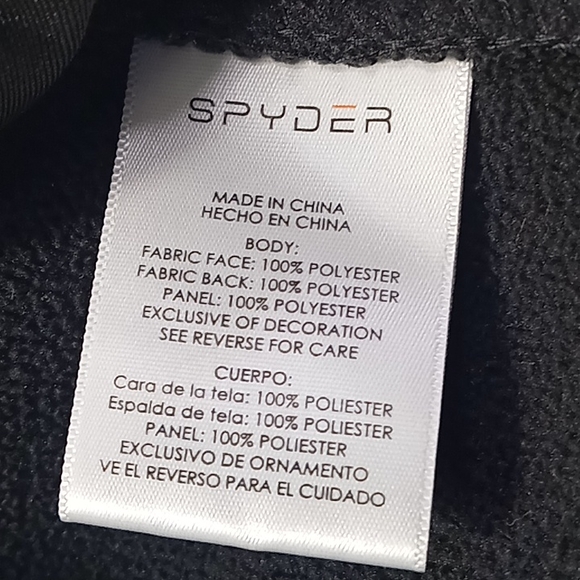 SPYDER
MADE IN CHINA
HECHO EN CHINA
BODY:
FABRIC FACE: 100% POLYESTER
FABRIC BACK: 100% POLYESTER
PANEL: 100% POLYESTER
EXCLUSIVE OF DECORATION
SEE REVERSE FOR CARE
CUERPO:
Cara de la tela: 100% POLIESTER
Espalda de tela: 100% POLIESTER
PANEL: 100% POLIESTER
EXCLUSIVO DE ORNAMENTO
VE EL REVERSO PARA EL CUIDADO